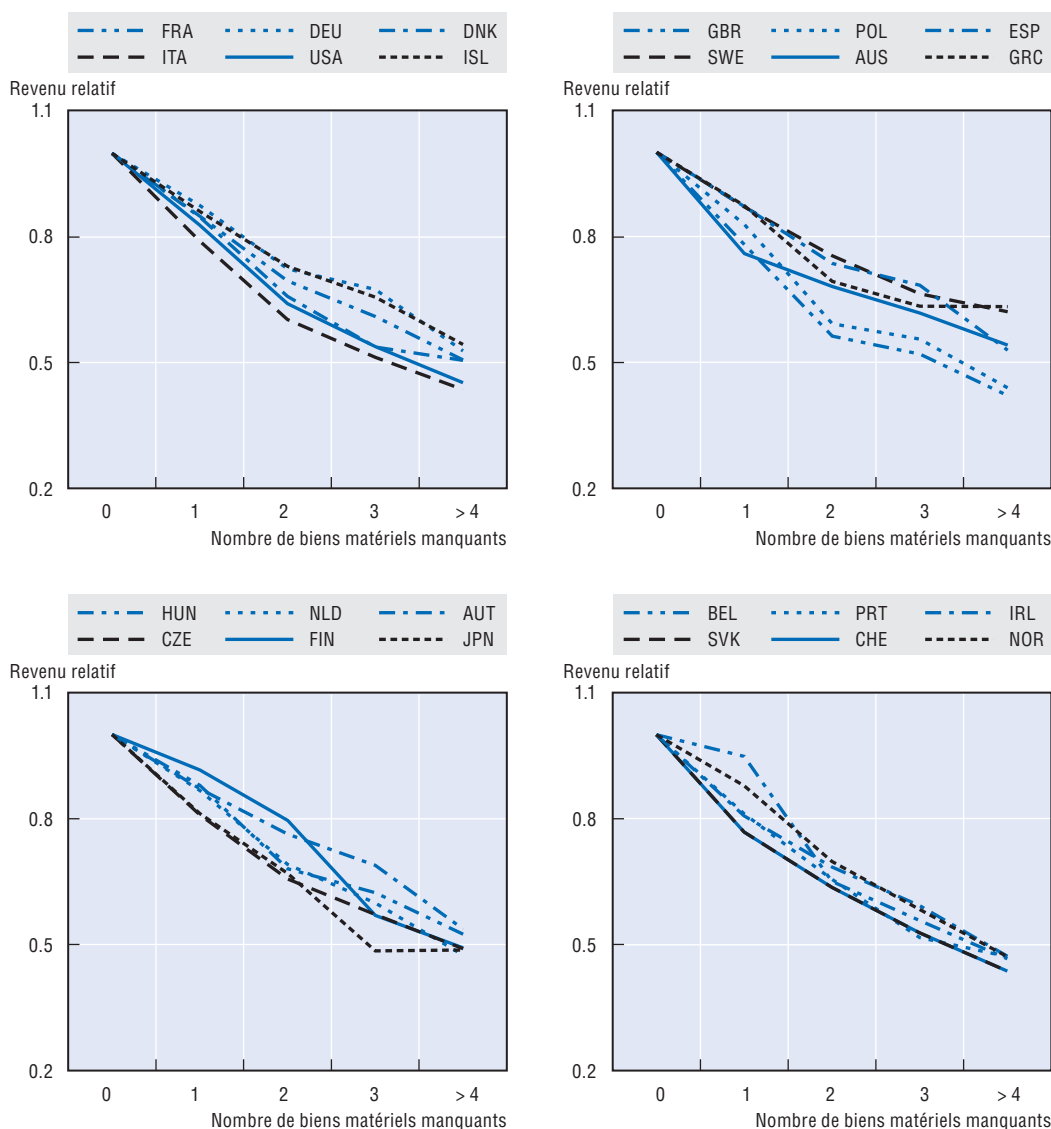 FRA DEU DNK
ITA USA ISL
Revenu relatif
1.1
0.8
0.5
0.2
0 1 2 3 > 4
Nombre de biens matériels manquants
GBR POL ESP
SWE AUS GRC
Revenu relatif
1.1
0.8
0.5
0.2
0 1 2 3 > 4
Nombre de biens matériels manquants
HUN NLD AUT
CZE FIN JPN
Revenu relatif
1.1
0.8
0.5
0.2
0 1 2 3 > 4
Nombre de biens matériels manquants
BEL PRT IRL
SVK CHE NOR
Revenu relatif
1.1
0.8
0.5
0.2
0 1 2 3 > 4
Nombre de biens matériels manquants